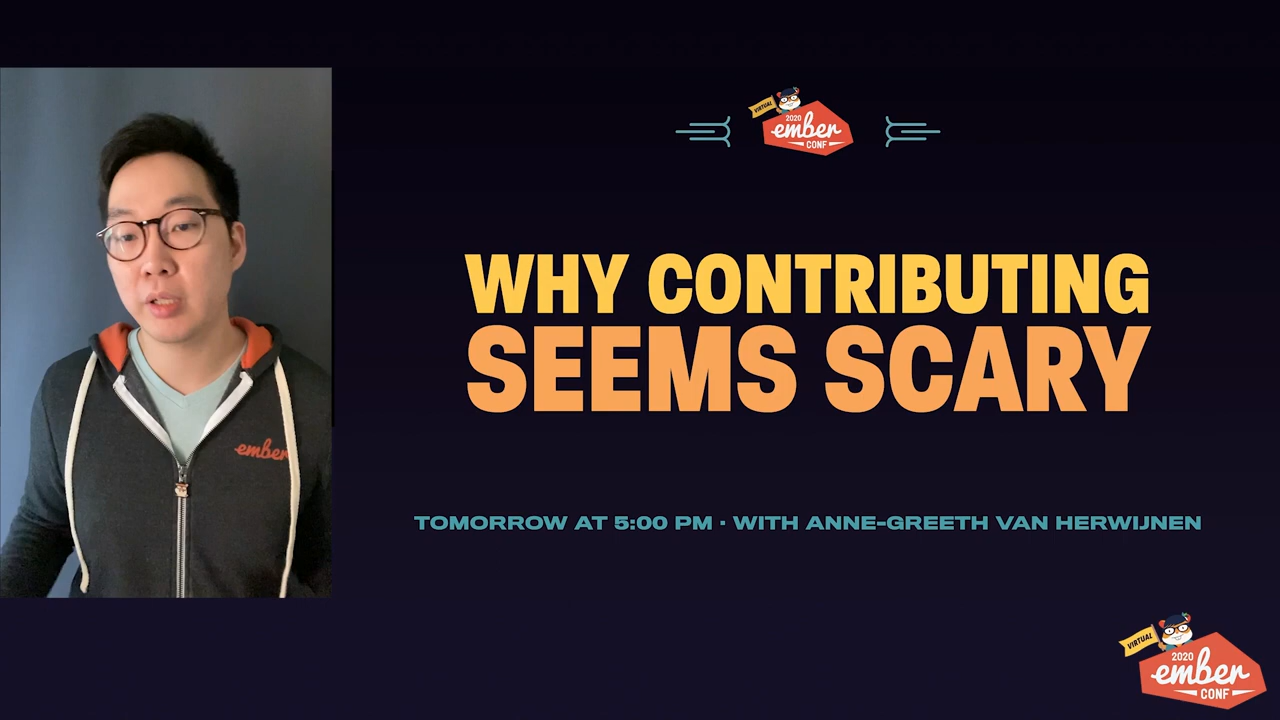 VIRTUAL
2020
ember
CONF
WHY CONTRIBUTING
SEEMS SCARY
ember
TOMORROW AT 5:00 PM · WITH ANNE-GREETH VAN HERWIJNEN
VIRTUAL
2020
ember
CONF